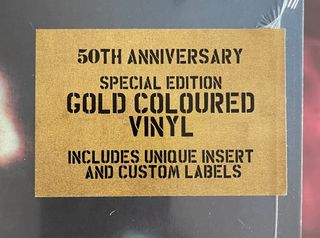 50TH ANNIVERSARY
SPECIAL EDITION
GOLD COLOURED
VINYL
INCLUDES UNIQUE INSERT
AND CUSTOM LABELS